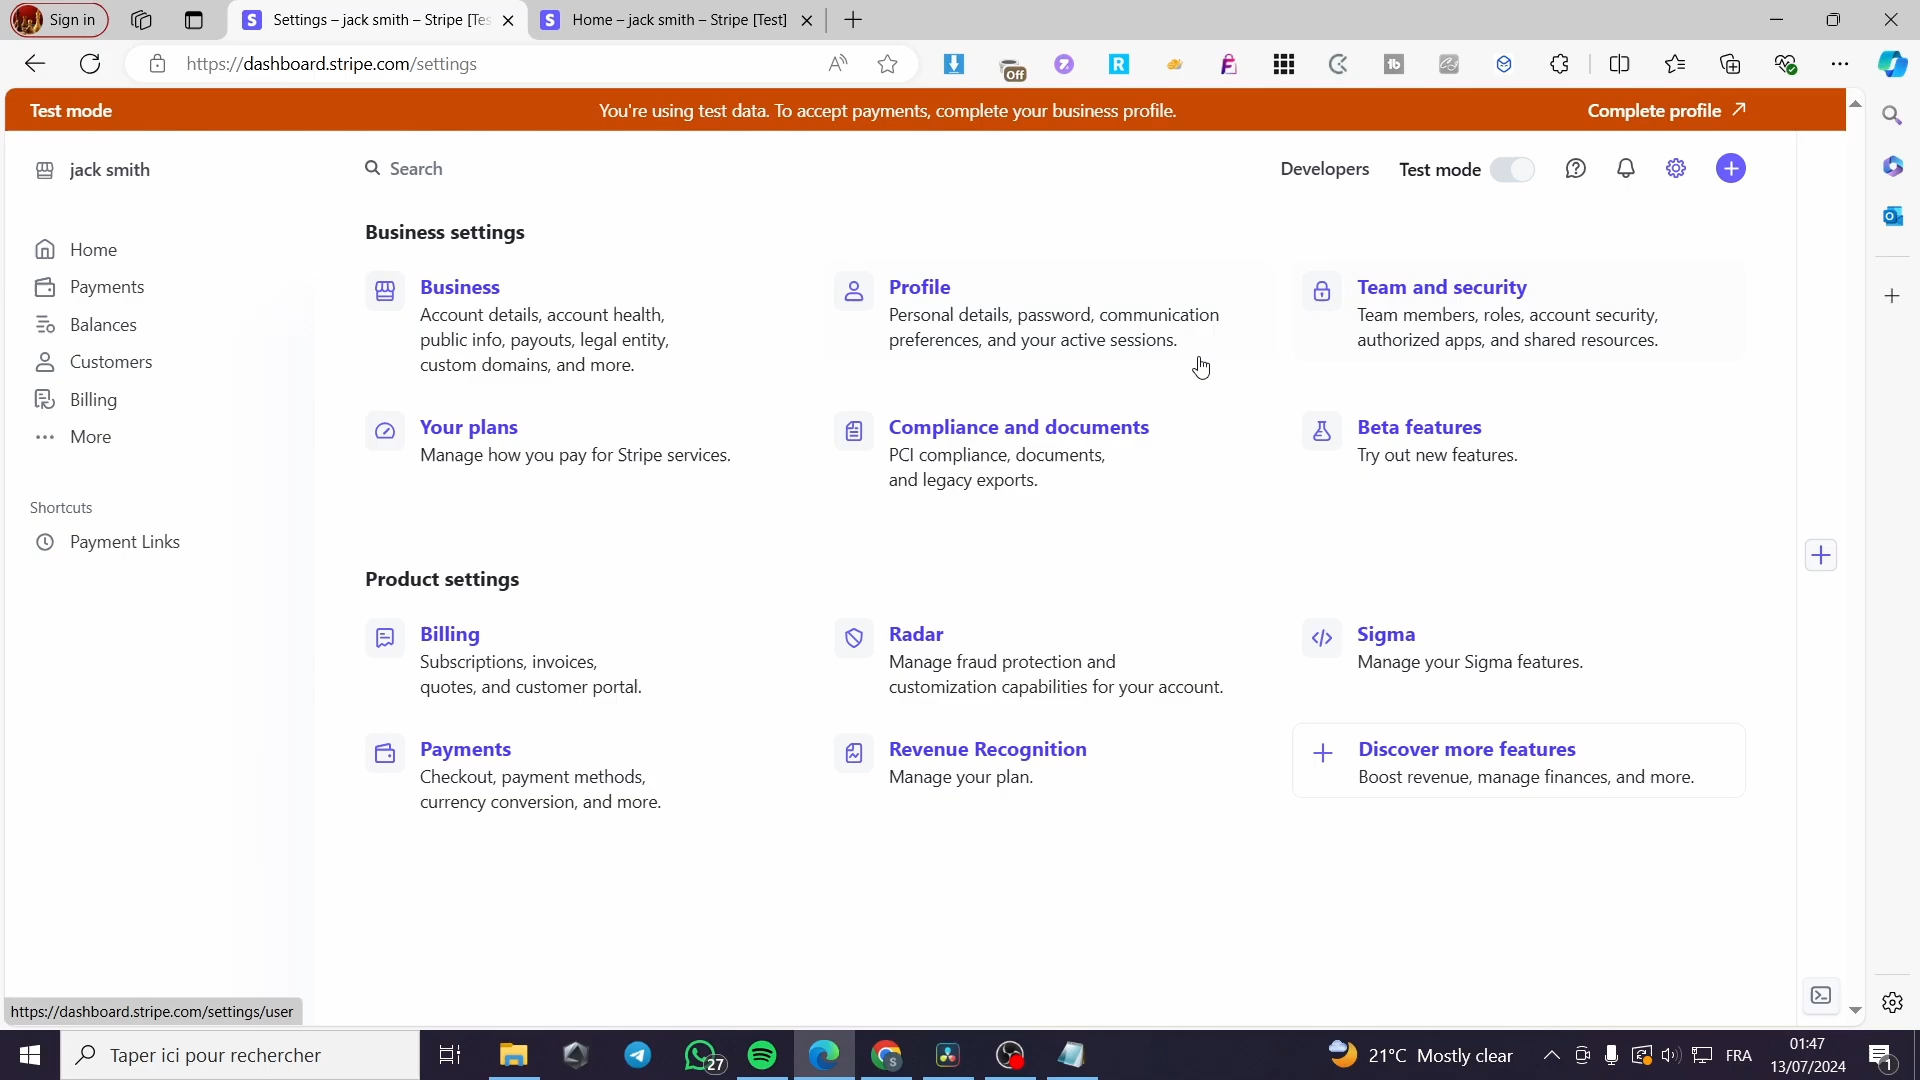 Sign in
Settings – jack smith – Stripe [Tes
Home – jack smith – Stripe [Test]
https://dashboard.stripe.com/settings
Off
Test mode
You're using test data. To accept payments, complete your business profile.
Complete profile
jack smith
Search
Developers
Test mode
Home
Payments
Balances
Customers
Billing
More
Shortcuts
Payment Links
Business settings
Business
Account details, account health,
public info, payouts, legal entity,
custom domains, and more.
Profile
Personal details, password, communication
preferences, and your active sessions.
Team and security
Team members, roles, account security,
authorized apps, and shared resources.
Your plans
Manage how you pay for Stripe services.
Compliance and documents
PCI compliance, documents,
and legacy exports.
Beta features
Try out new features.
Product settings
Billing
Subscriptions, invoices,
quotes, and customer portal.
Radar
Manage fraud protection and
customization capabilities for your account.
Sigma
Manage your Sigma features.
Payments
Checkout, payment methods,
currency conversion, and more.
Revenue Recognition
Manage your plan.
Discover more features
Boost revenue, manage finances, and more.
https://dashboard.stripe.com/settings/user
Taper ici pour rechercher
27
21°C Mostly clear
FRA
01:47
13/07/2024
1